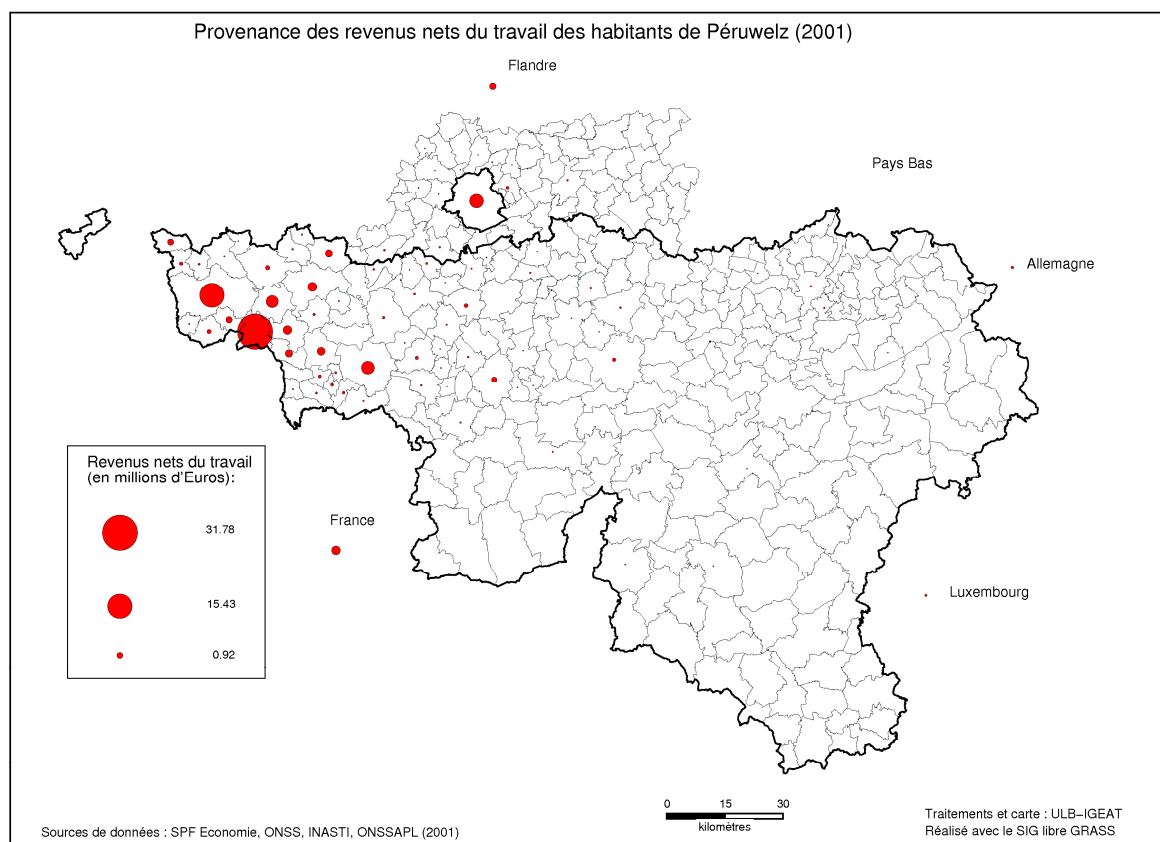 Provenance des revenus nets du travail des habitants de Péruwelz (2001)
Flandre
Pays Bas
Allemagne
Revenus nets du travail
(en millions d'Euros):
31.78
15.43
0.92
France
Luxembourg
0 15 30
kilomètres
Sources de données : SPF Economie, ONSS, INASTI, ONSSAPL (2001)
Traitements et carte : ULB-IGEAT
Réalisé avec le SIG libre GRASS